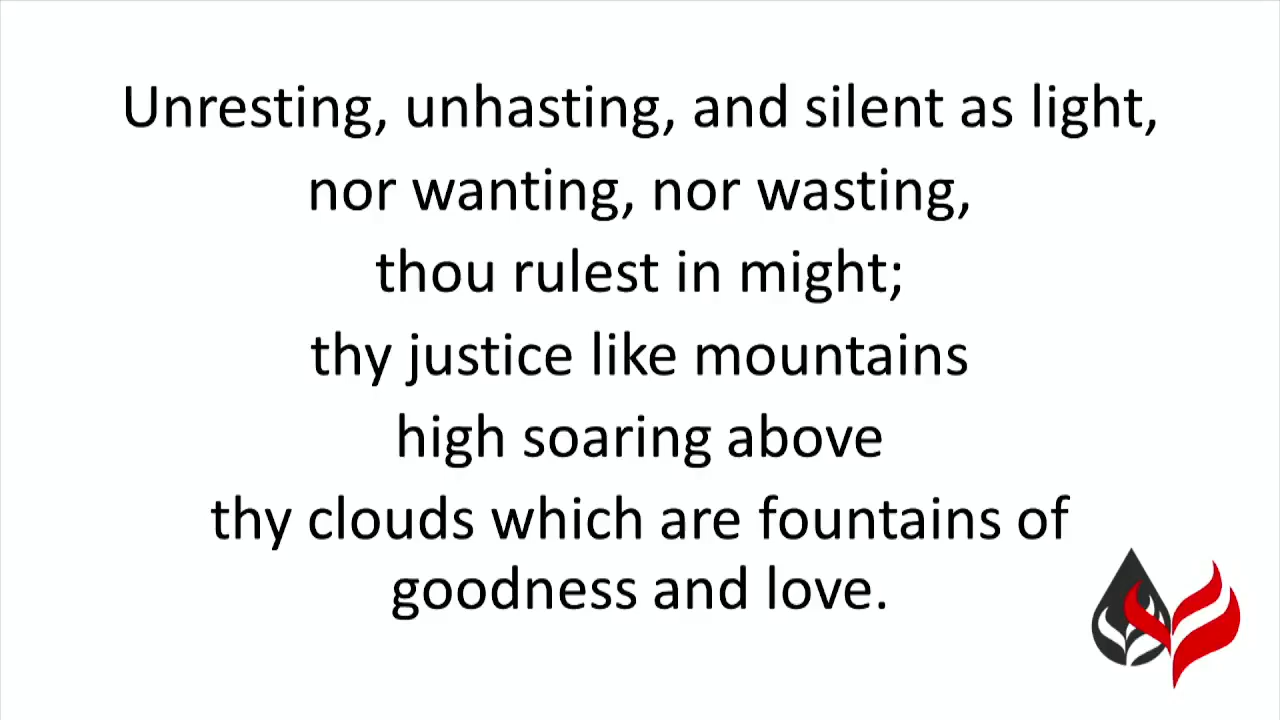 Unresting, unhasting, and silent as light,
nor wanting, nor wasting,
thou rulest in might;
thy justice like mountains
high soaring above
thy clouds which are fountains of
goodness and love.